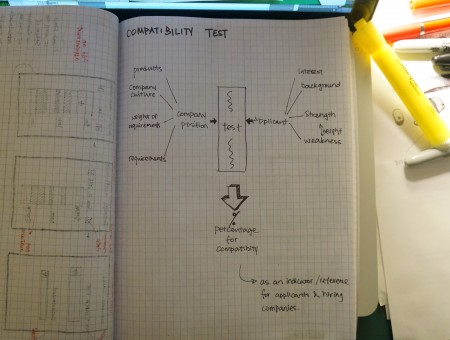 COMPATIBILITY TEST
products
company
culture
weight of
requirements
requirements
company
position
test
Applicant
interest
background
strength
weight
weakness
%
percentage
for
compatibility
as an indicator / reference
for applicants & hiring
companies.